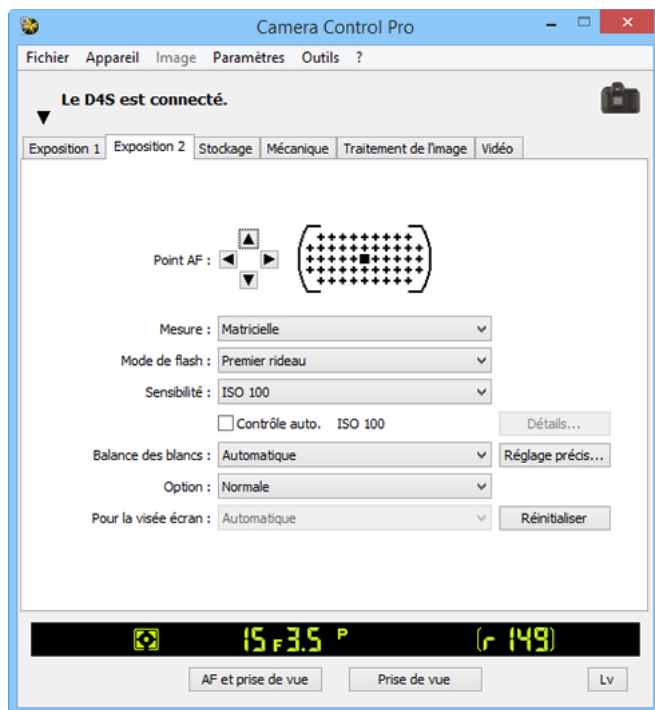 Camera Control Pro
Fichier Appareil Image Paramètres Outils ?
Le D4S est connecté.
Exposition 1 Exposition 2 Stockage Mécanique Traitement de l'image Vidéo
Point AF :
Mesure : Matricielle
Mode de flash : Premier rideau
Sensibilité : ISO 100
Contrôle auto. ISO 100 Détails...
Balance des blancs : Automatique Réglage précis...
Option : Normale
Pour la visée écran : Automatique Réinitialiser
15 F3.5 P (r 149)
AF et prise de vue Prise de vue Lv